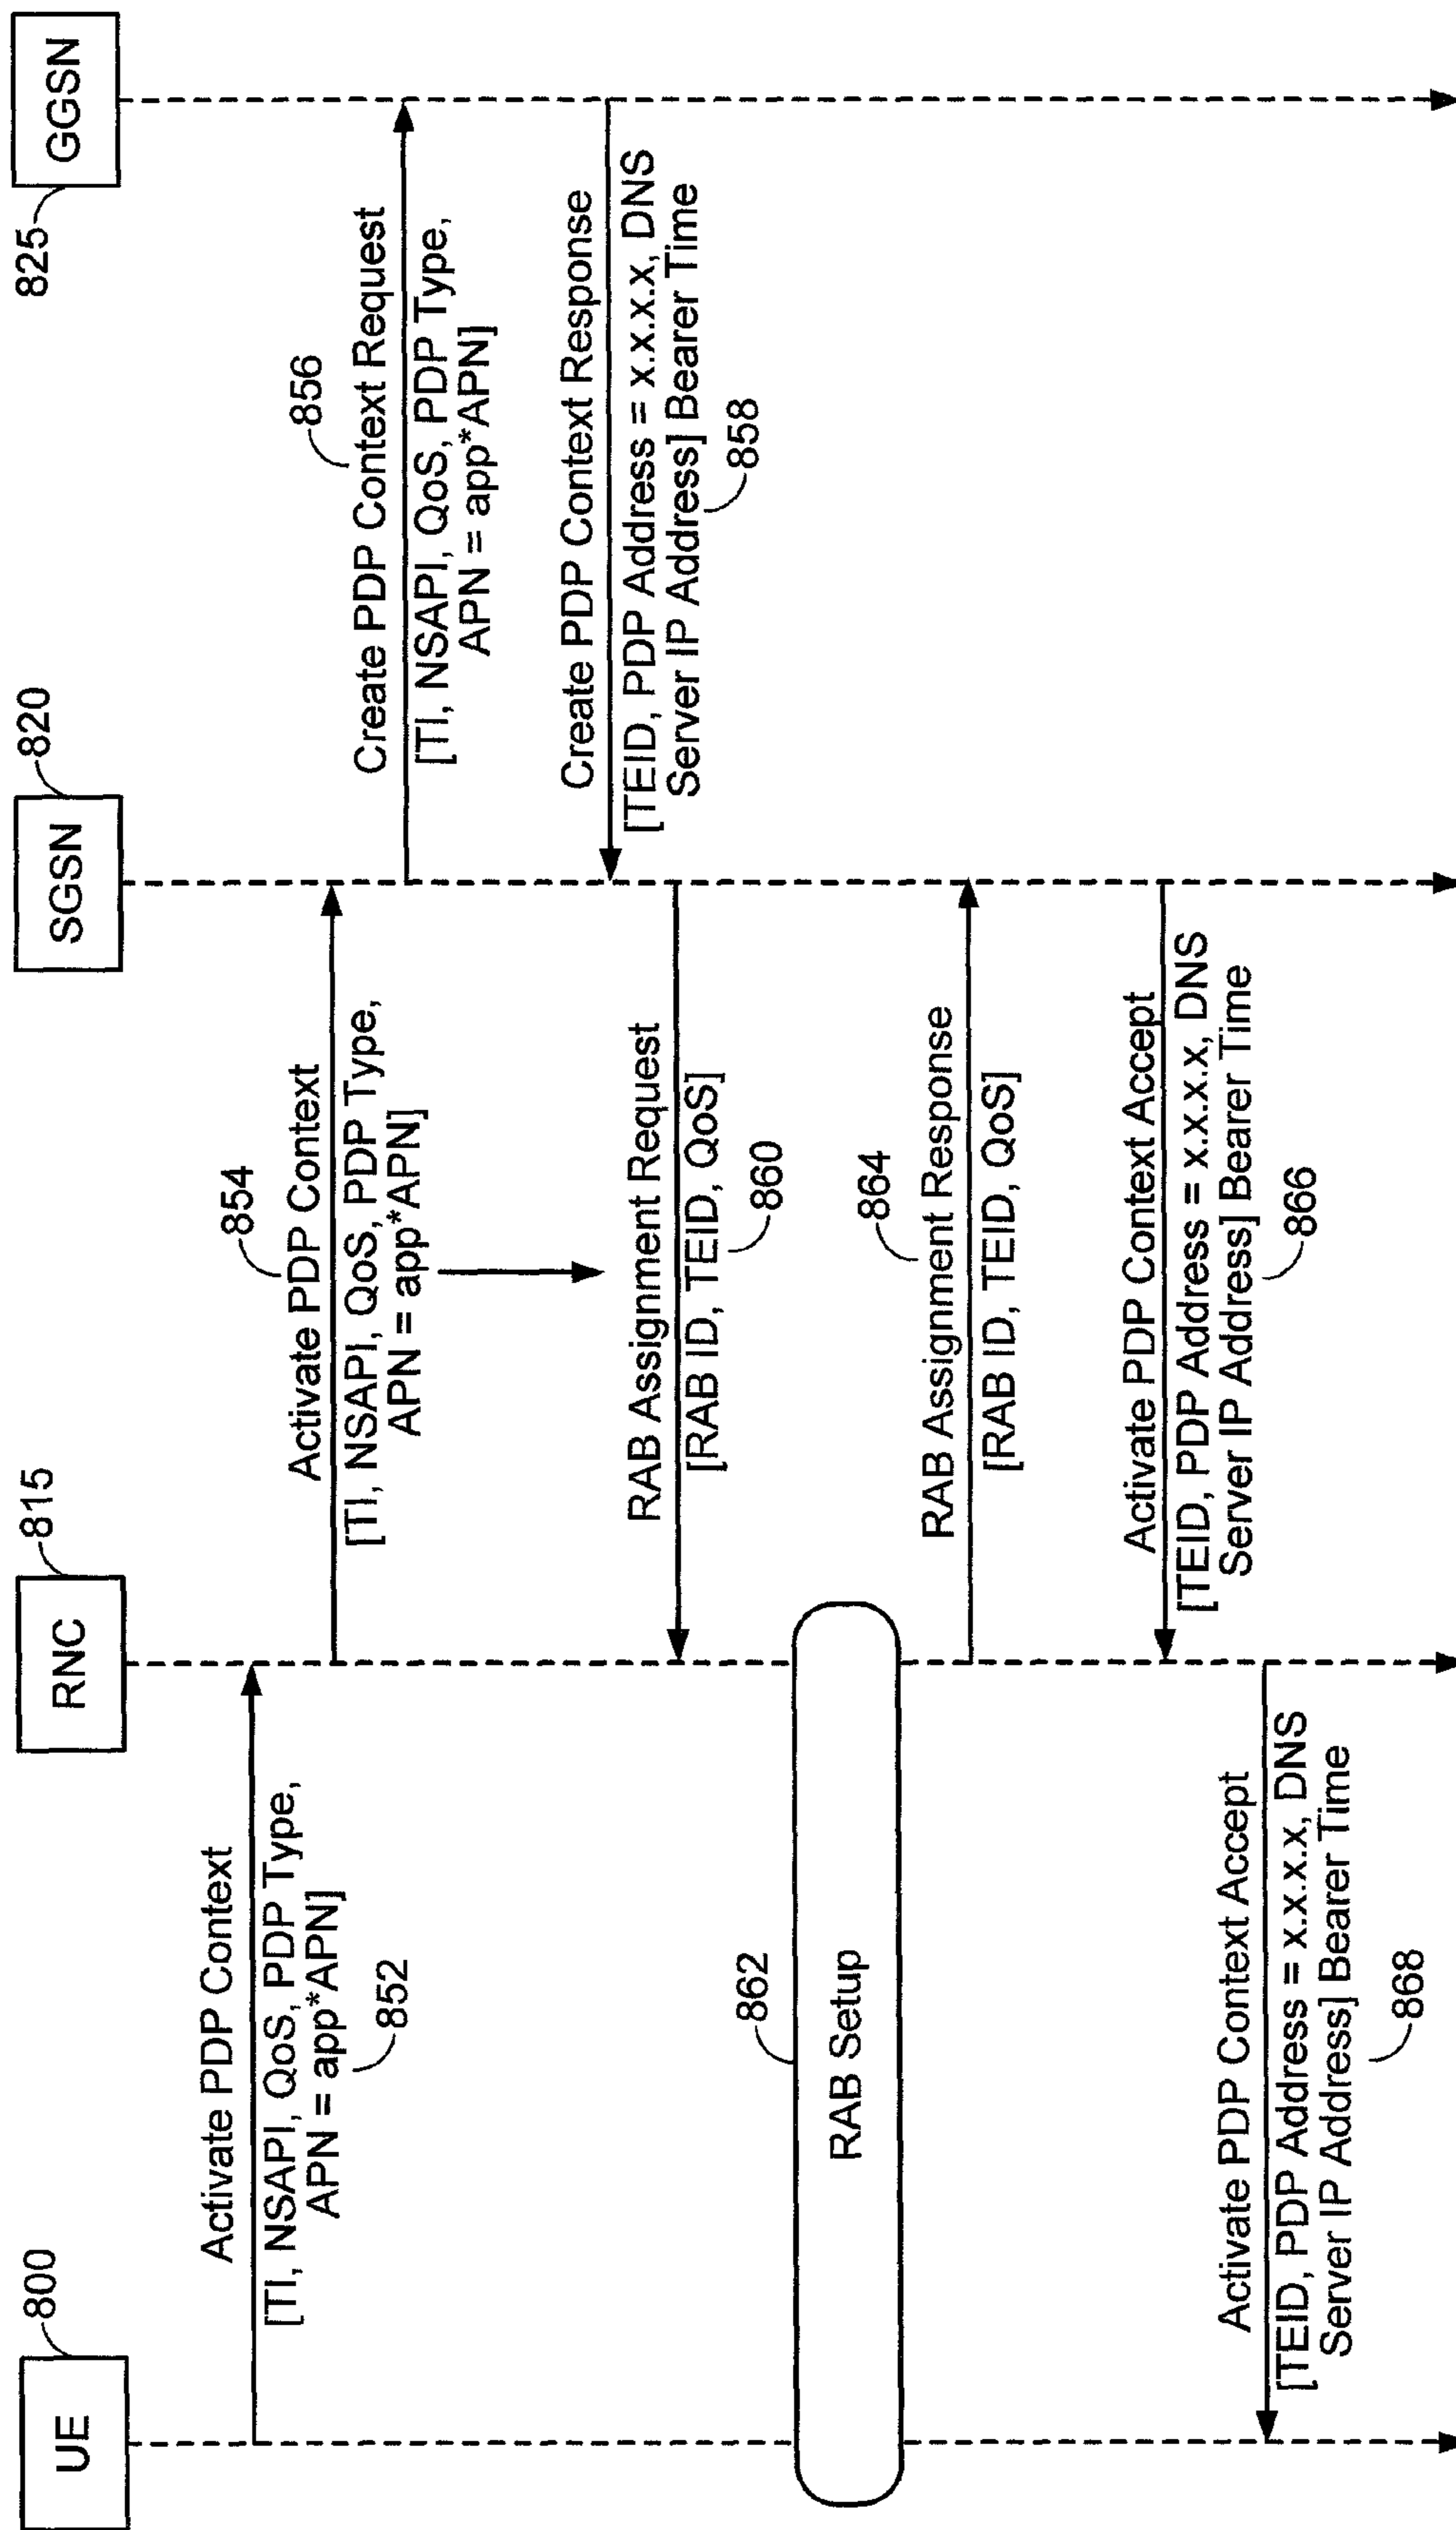 UE
800
RNC
815
SGSN
820
GGSN
825
Activate PDP Context
[TI, NSAPI, QoS, PDP Type,
APN = app*APN]
852
854
Activate PDP Context
[TI, NSAPI, QoS, PDP Type,
APN = app*APN]
856
Create PDP Context Request
[TI, NSAPI, QoS, PDP Type,
APN = app*APN]
Create PDP Context Response
[TEID, PDP Address = x.x.x.x, DNS
Server IP Address] Bearer Time
858
RAB Assignment Request
[RAB ID, TEID, QoS]
860
862
RAB Setup
864
RAB Assignment Response
[RAB ID, TEID, QoS]
Activate PDP Context Accept
[TEID, PDP Address = x.x.x.x, DNS
Server IP Address] Bearer Time
866
Activate PDP Context Accept
[TEID, PDP Address = x.x.x.x, DNS
Server IP Address] Bearer Time
868